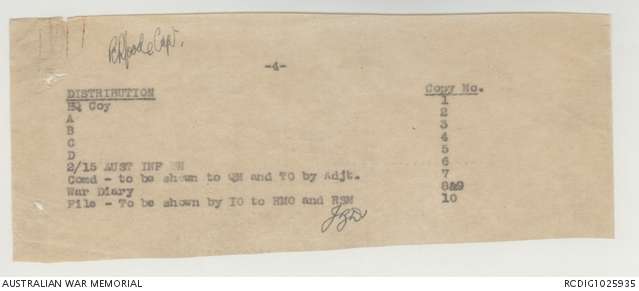 Capt.
-4-
DISTRIBUTION Copy No.
HQ Coy 1
A 2
B 3
C 4
D 5
2/15 AUST INF BN 6
Comd - to be shown to QM and TO by Adjt. 7
War Diary 8&9
File - To be shown by IO to RMO and RSM 10
AUSTRALIAN WAR MEMORIAL RCDIG1025935